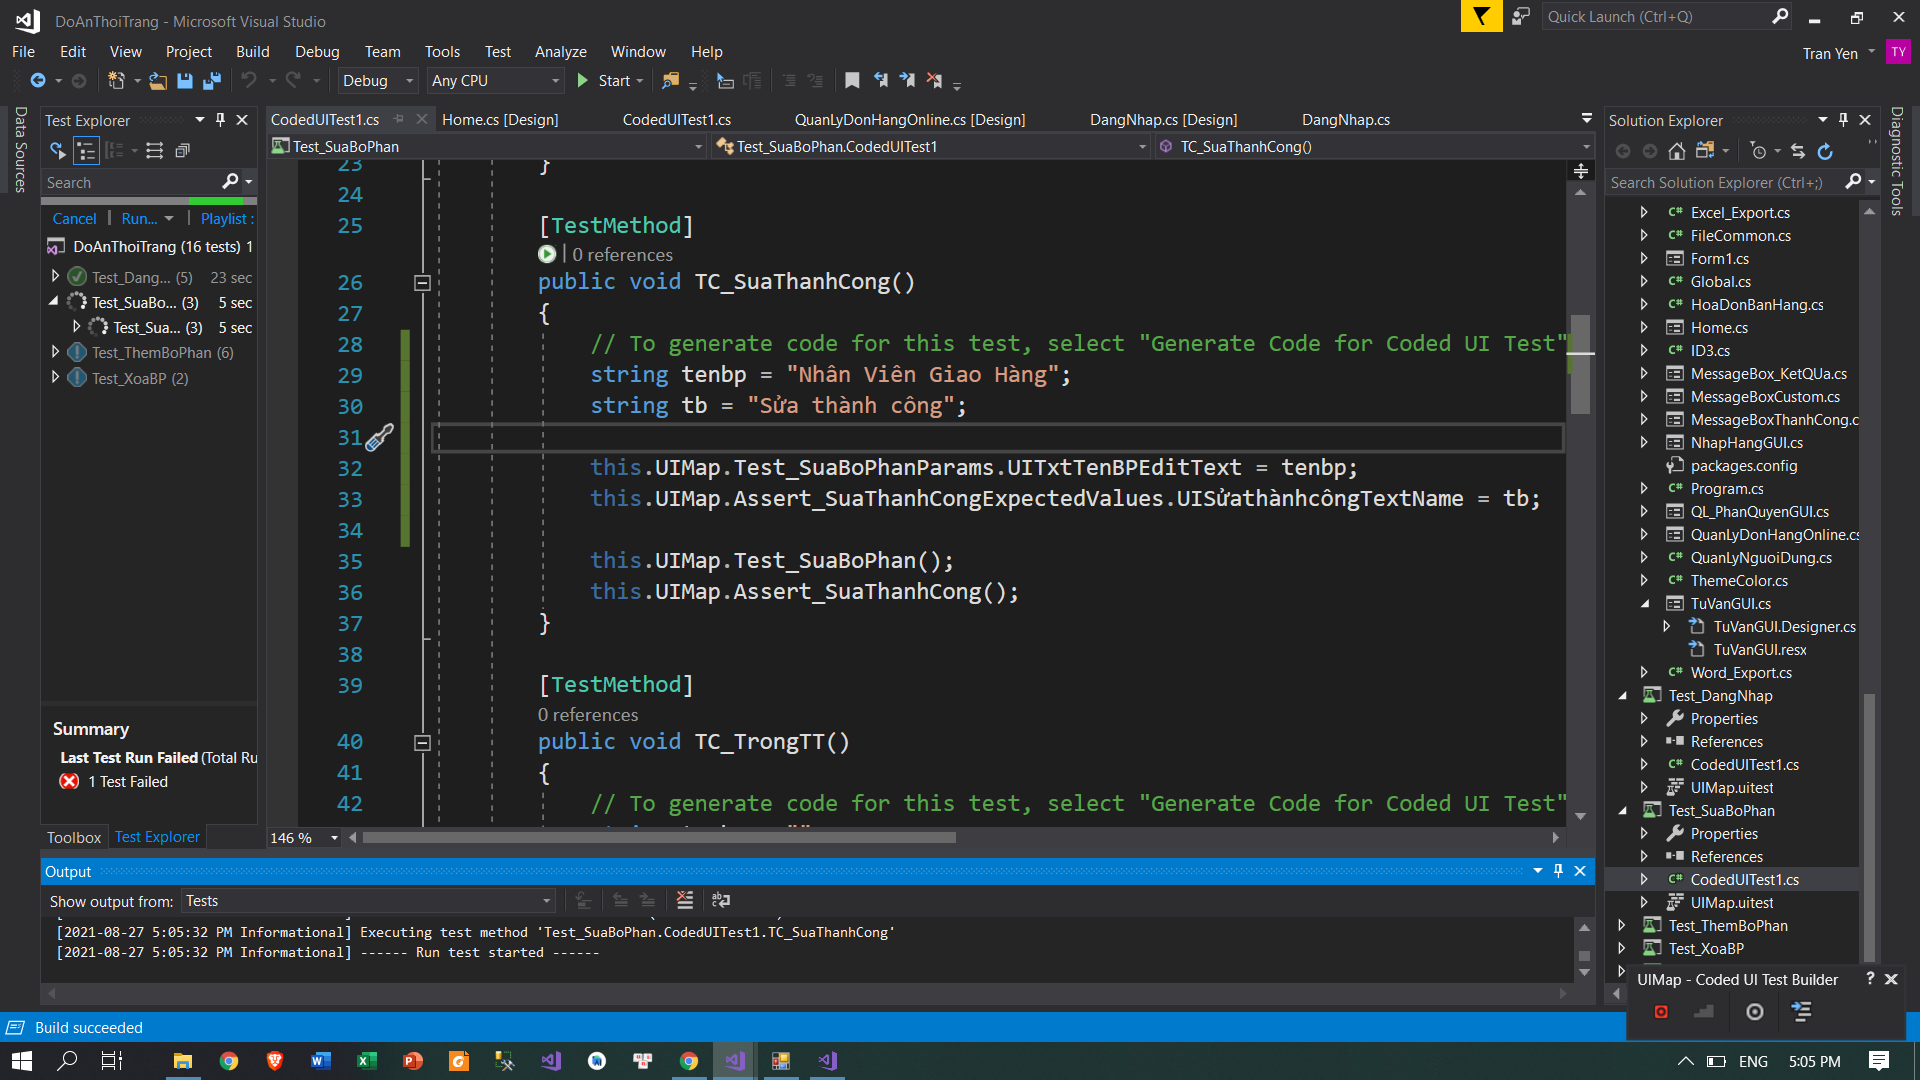 DoAnThoiTrang - Microsoft Visual Studio
Quick Launch (Ctrl+Q)
File Edit View Project Build Debug Team Tools Test Analyze Window Help
Tran Yen TY
Debug Any CPU Start
Data Sources
Test Explorer
Search
Cancel Run... Playlist :
DoAnThoiTrang (16 tests) 1
Test_Dang... (5) 23 sec
Test_SuaBo... (3) 5 sec
Test_Sua... (3) 5 sec
Test_ThemBoPhan (6)
Test_XoaBP (2)
Summary
Last Test Run Failed (Total Ru
1 Test Failed
Toolbox Test Explorer
CodedUITest1.cs Home.cs [Design] CodedUITest1.cs QuanLyDonHangOnline.cs [Design] DangNhap.cs [Design] DangNhap.cs
Test_SuaBoPhan Test_SuaBoPhan.CodedUITest1 TC_SuaThanhCong()
23 }
24
25 [TestMethod]
0 references
26 public void TC_SuaThanhCong()
27 {
28 // To generate code for this test, select "Generate Code for Coded UI Test"
29 string tenbp = "Nhân Viên Giao Hàng";
30 string tb = "Sửa thành công";
31
32 this.UIMap.Test_SuaBoPhanParams.UITxtTenBPEditText = tenbp;
33 this.UIMap.Assert_SuaThanhCongExpectedValues.UISửathànhcôngTextName = tb;
34
35 this.UIMap.Test_SuaBoPhan();
36 this.UIMap.Assert_SuaThanhCong();
37 }
38
39 [TestMethod]
0 references
40 public void TC_TrongTT()
41 {
42 // To generate code for this test, select "Generate Code for Coded UI Test"
146 %
Output
Show output from: Tests
[2021-08-27 5:05:32 PM Informational] Executing test method 'Test_SuaBoPhan.CodedUITest1.TC_SuaThanhCong'
[2021-08-27 5:05:32 PM Informational] ------ Run test started ------
Solution Explorer
Search Solution Explorer (Ctrl+;)
Excel_Export.cs
FileCommon.cs
Form1.cs
Global.cs
HoaDonBanHang.cs
Home.cs
ID3.cs
MessageBox_KetQUa.cs
MessageBoxCustom.cs
MessageBoxThanhCong.c
NhapHangGUI.cs
packages.config
Program.cs
QL_PhanQuyenGUI.cs
QuanLyDonHangOnline.cs
QuanLyNguoiDung.cs
ThemeColor.cs
TuVanGUI.cs
TuVanGUI.Designer.cs
TuVanGUI.resx
Word_Export.cs
Test_DangNhap
Properties
References
CodedUITest1.cs
UIMap.uitest
Test_SuaBoPhan
Properties
References
CodedUITest1.cs
UIMap.uitest
Test_ThemBoPhan
Test_XoaBP
Diagnostic Tools
UIMap - Coded UI Test Builder ?
Build succeeded
ENG 5:05 PM